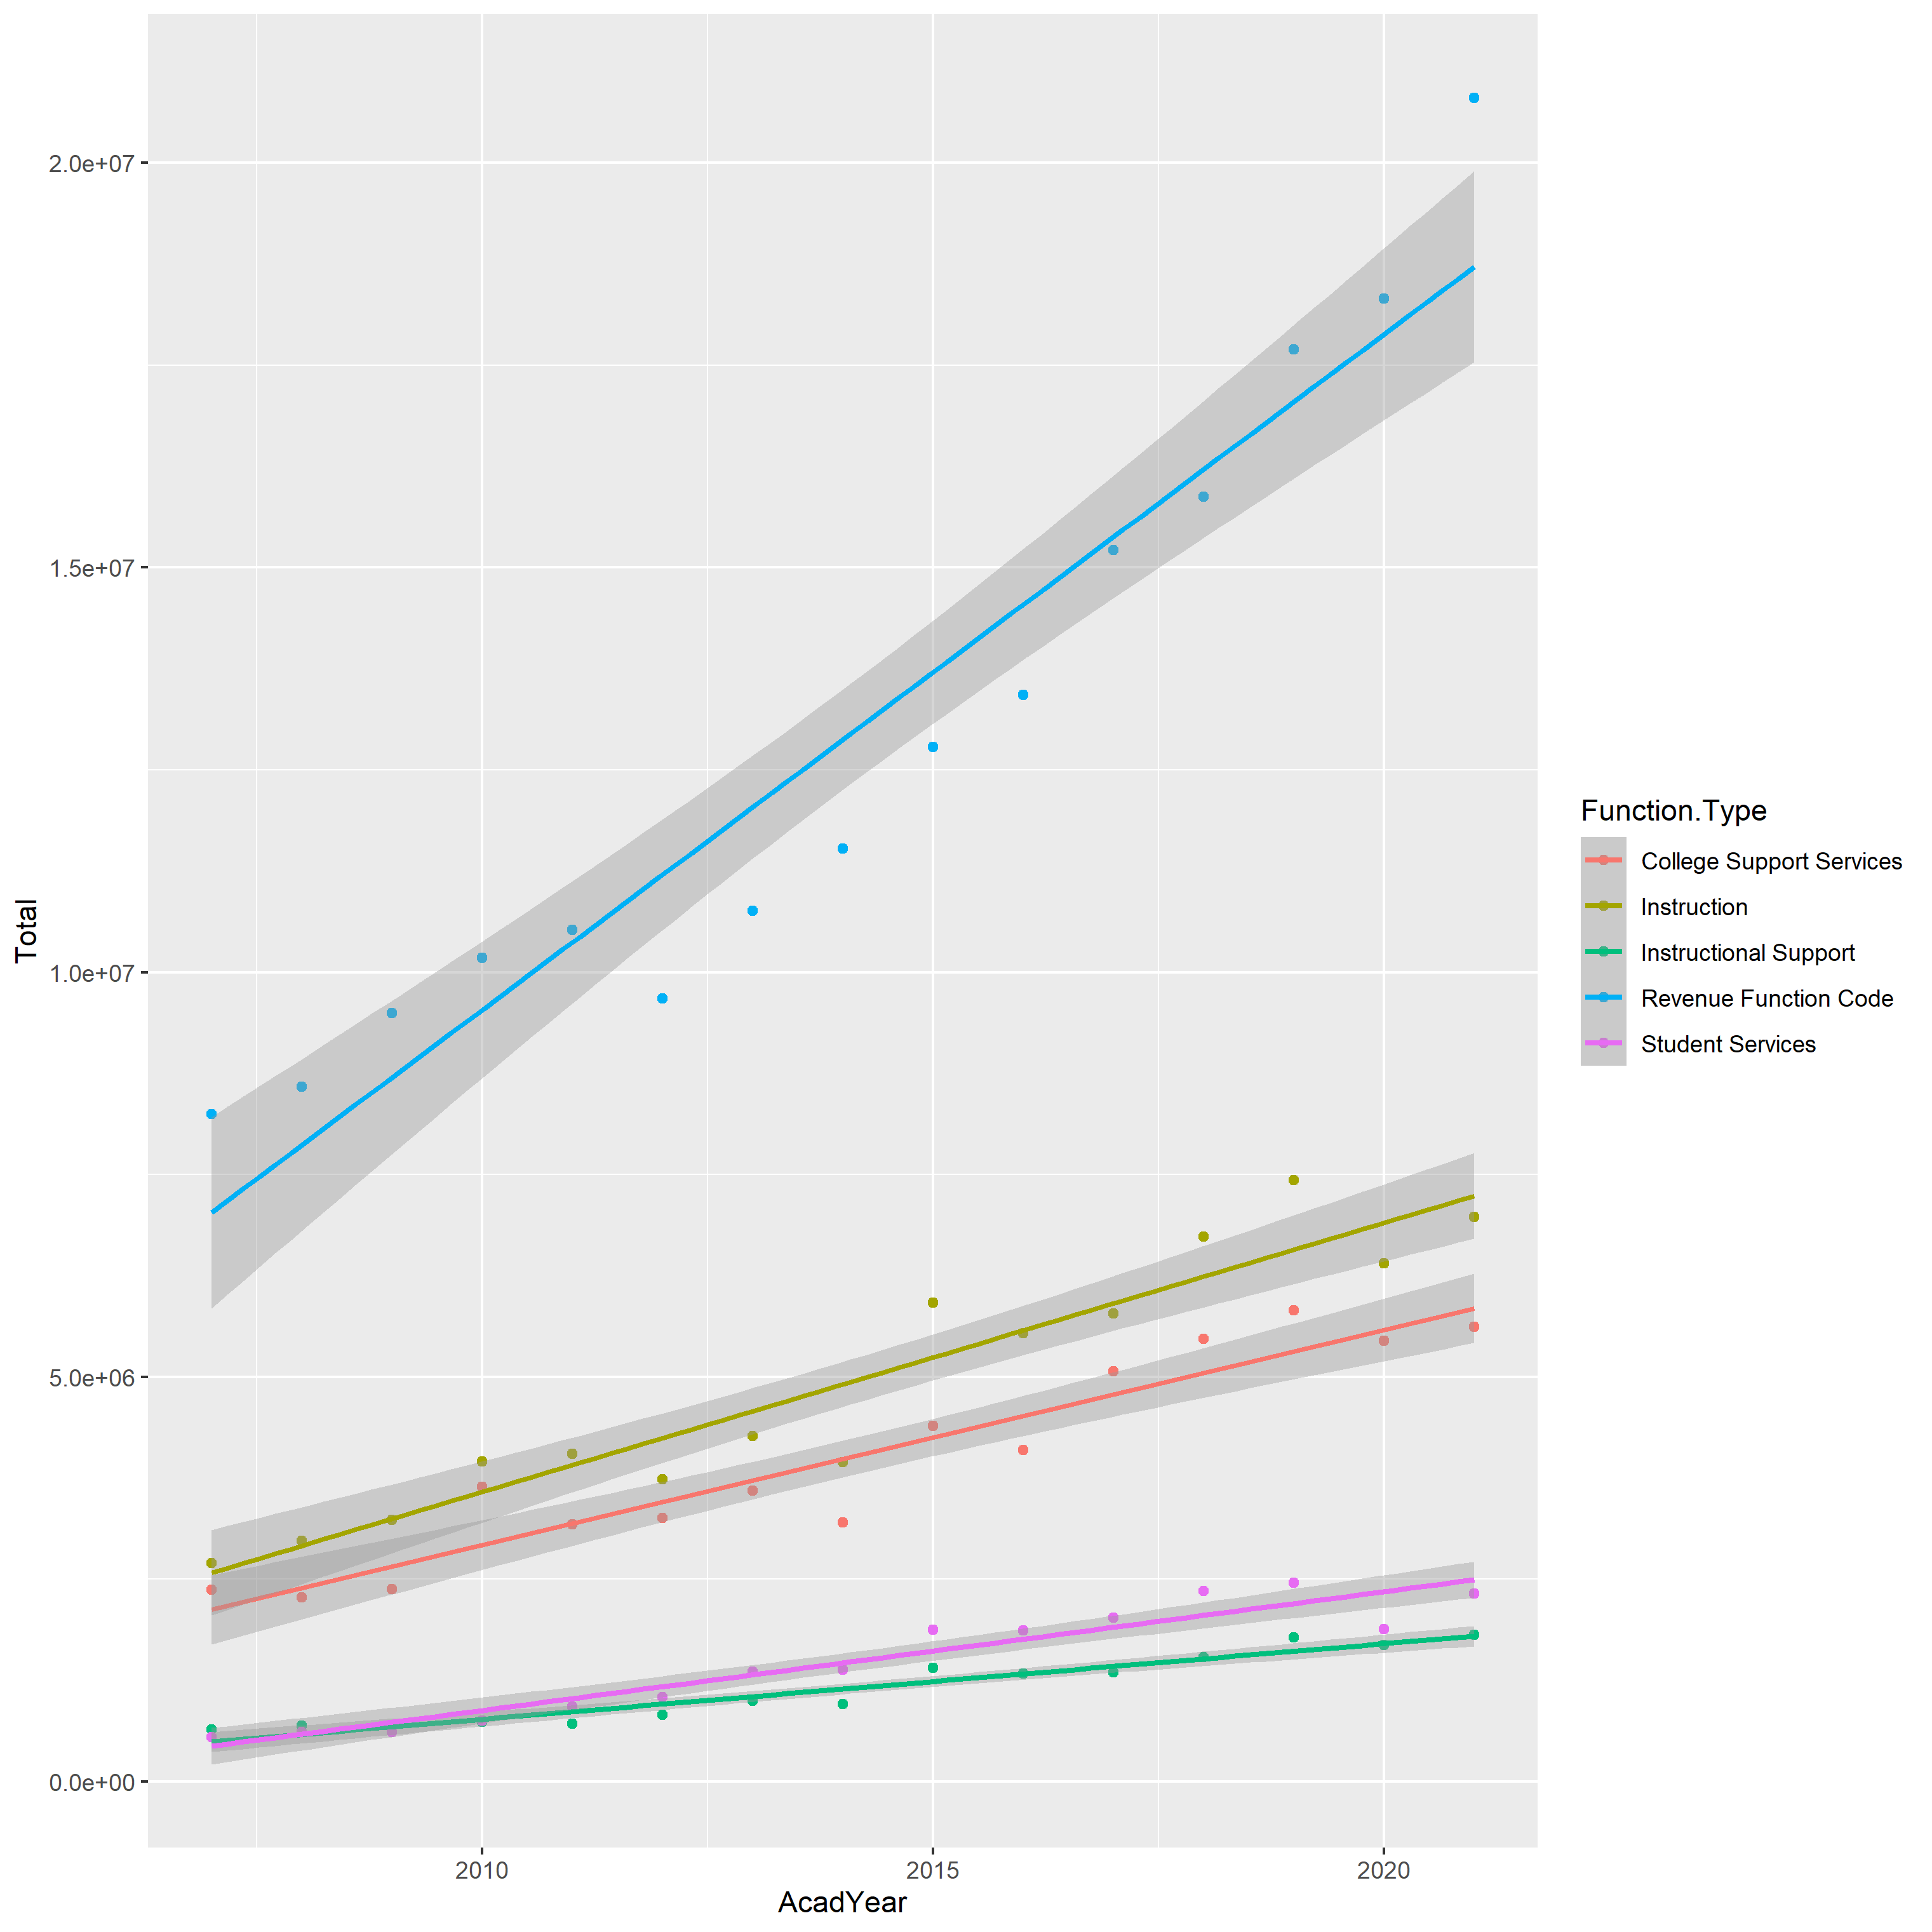 2.0e+07
1.5e+07
1.0e+07
5.0e+06
0.0e+00
Total
2010
2015
2020
AcadYear
Function.Type
College Support Services
Instruction
Instructional Support
Revenue Function Code
Student Services